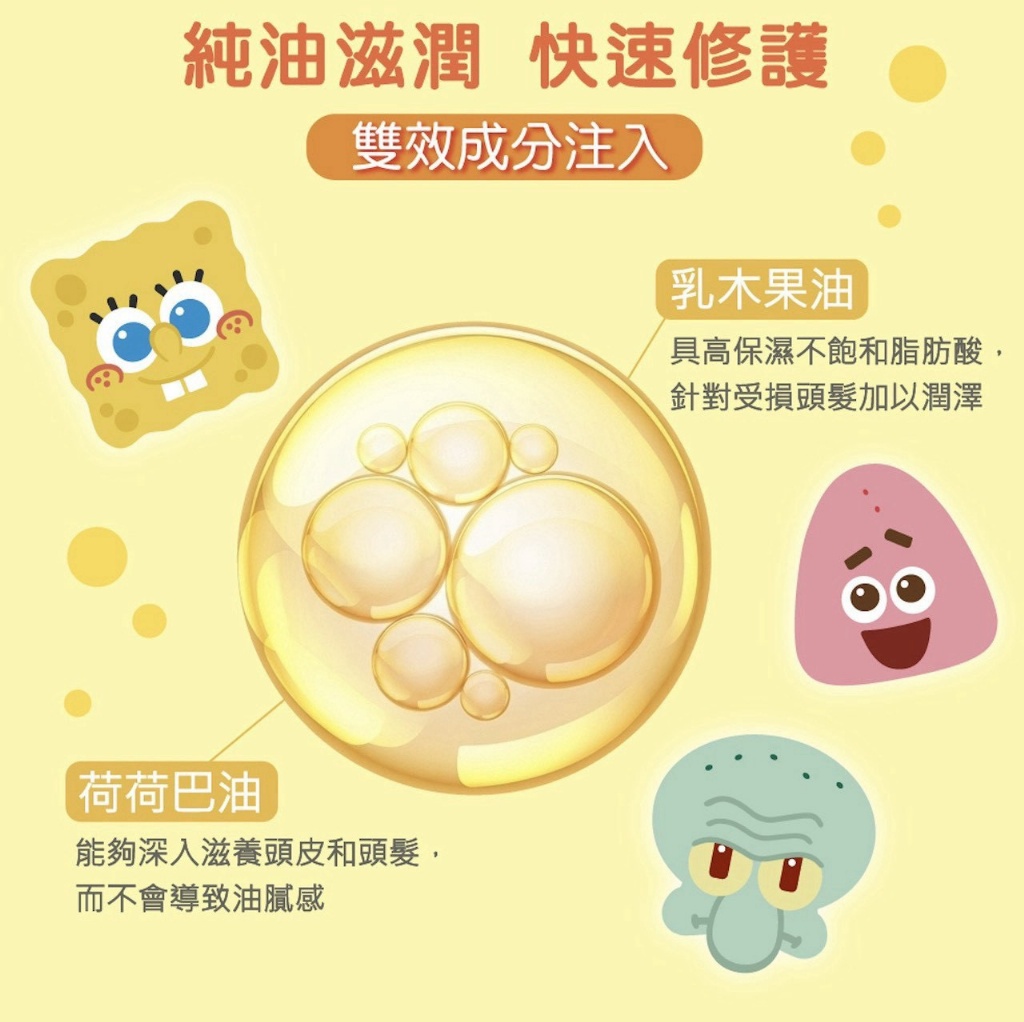 純油滋潤 快速修護
雙效成分注入
乳木果油
具高保濕不飽和脂肪酸，
針對受損頭髮加以潤澤
荷荷巴油
能夠深入滋養頭皮和頭髮，
而不會導致油膩感